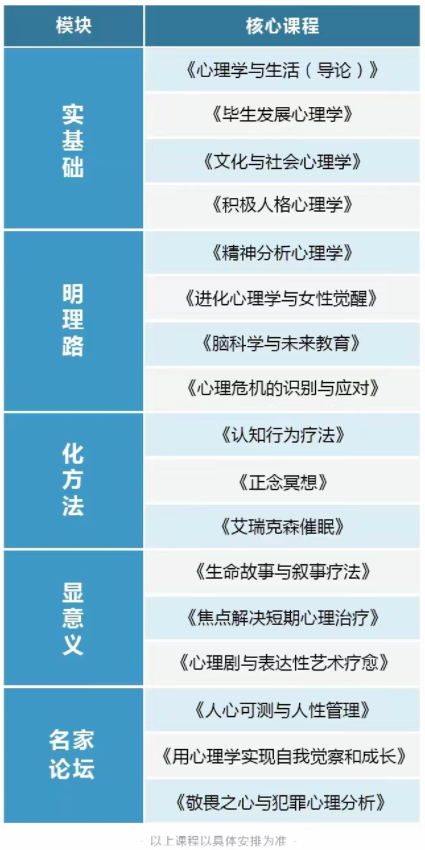 模块
核心课程
实基础
《心理学与生活（导论）》
《毕生发展心理学》
《文化与社会心理学》
《积极人格心理学》
明理路
《精神分析心理学》
《进化心理学与女性觉醒》
《脑科学与未来教育》
《心理危机的识别与应对》
化方法
《认知行为疗法》
《正念冥想》
《艾瑞克森催眠》
显意义
《生命故事与叙事疗法》
《焦点解决短期心理治疗》
《心理剧与表达性艺术疗愈》
名家
论坛
《人心可测与人性管理》
《用心理学实现自我觉察和成长》
《敬畏之心与犯罪心理分析》
· 以上课程以具体安排为准 ·